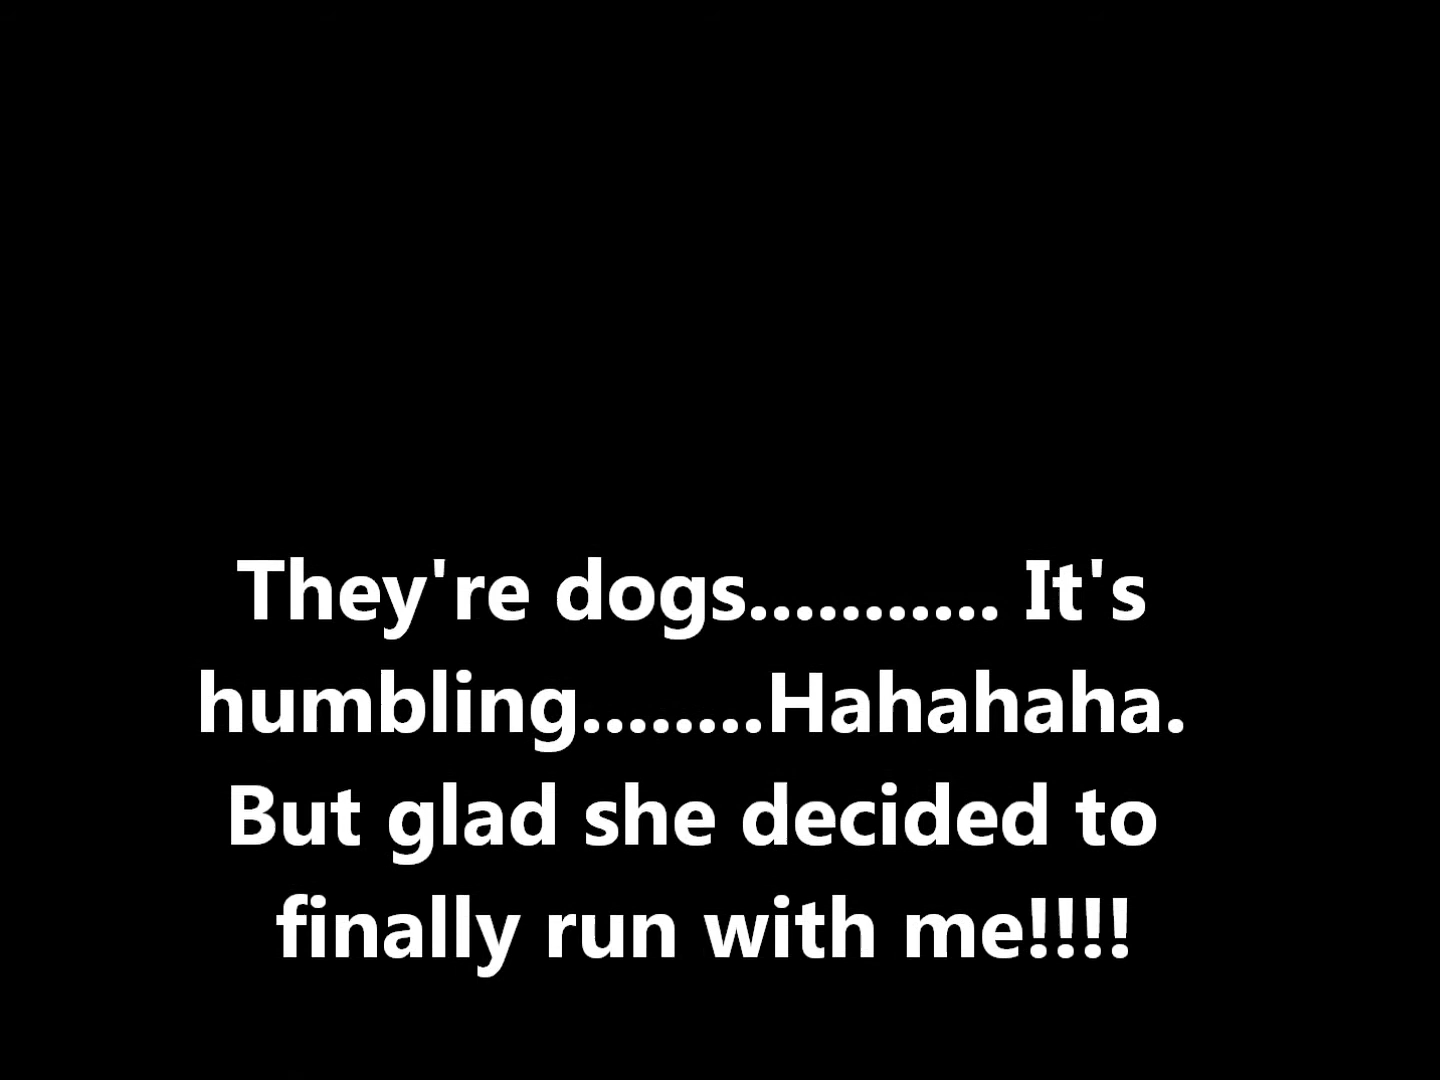 They're dogs........... It's
humbling........Hahahaha.
But glad she decided to
finally run with me!!!!